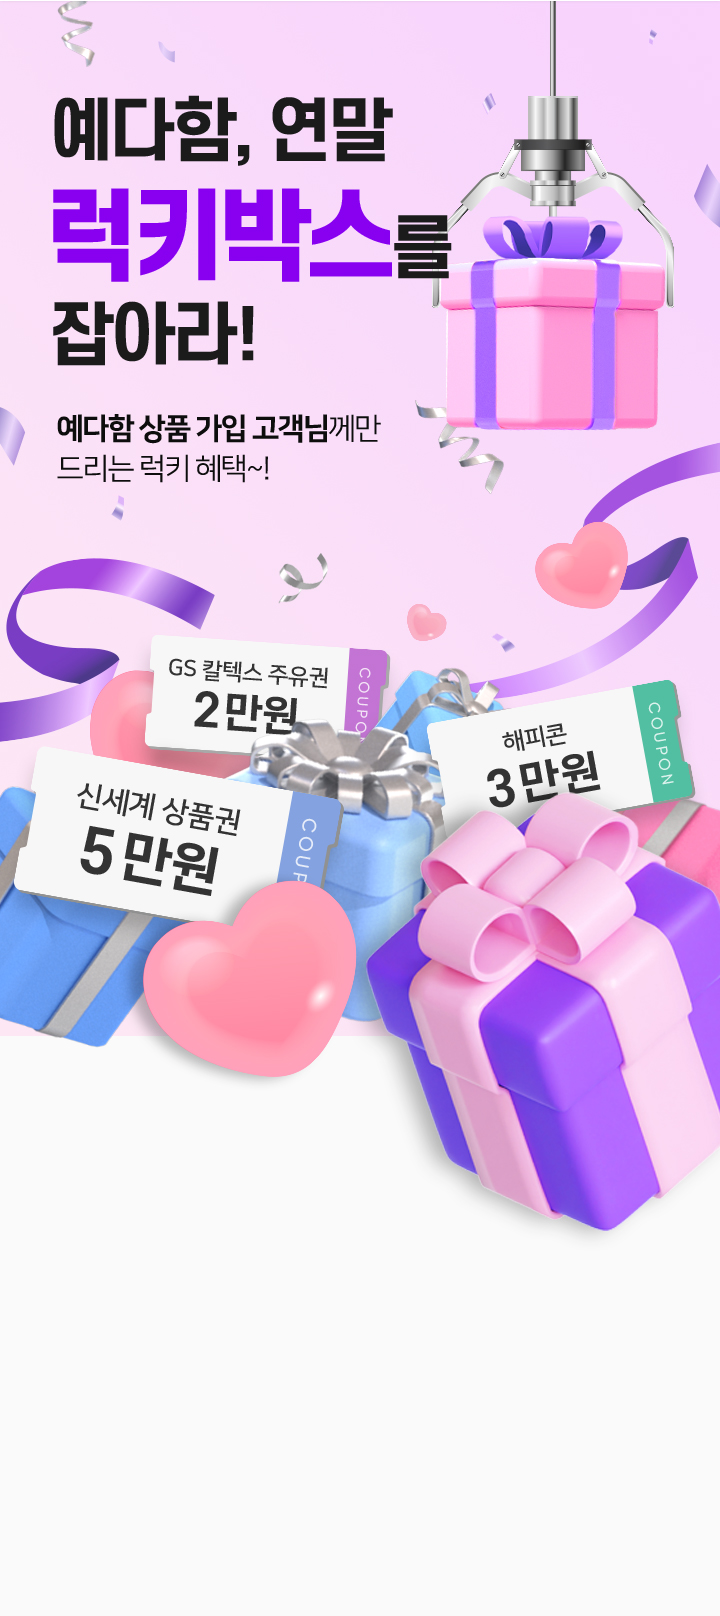 예다함, 연말
럭키박스를
잡아라!
예다함 상품 가입 고객님께만
드리는 럭키 혜택~!
GS 칼텍스 주유권
2만원
COUPON
해피콘
3만원
COUPON
신세계 상품권
5만원
COUP